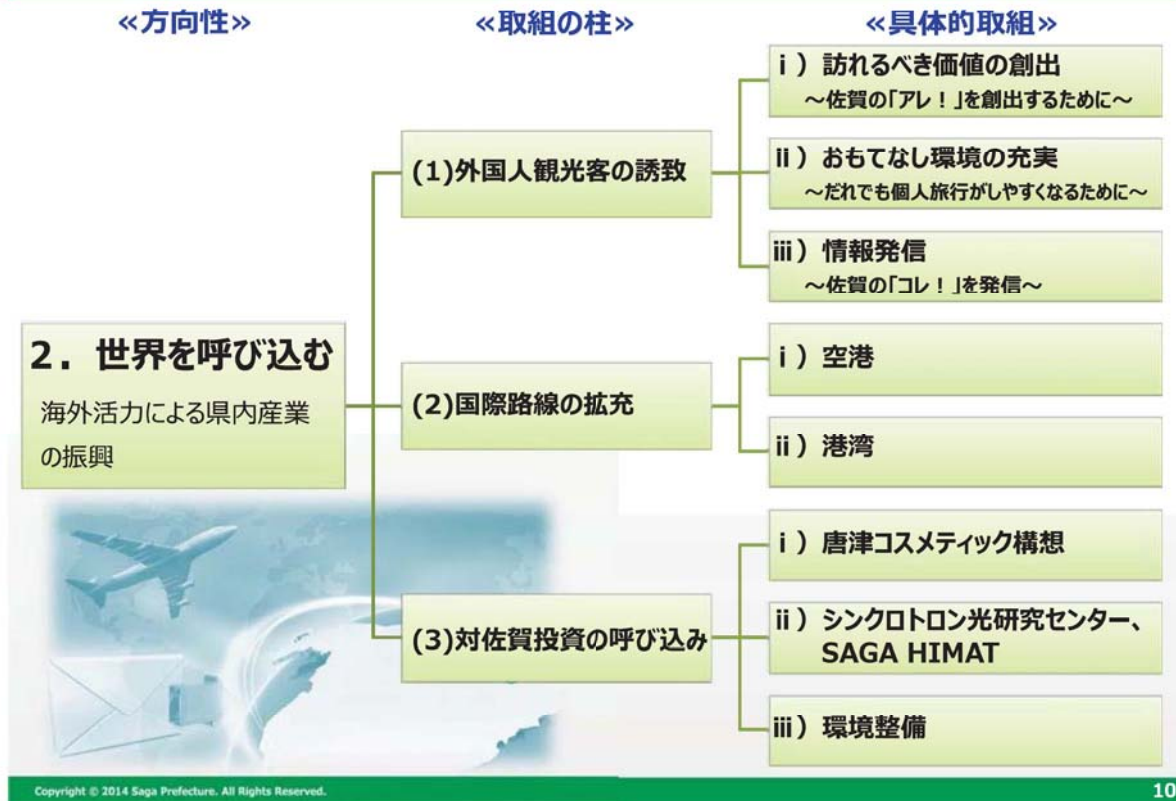 ≪方向性≫
≪取組の柱≫
≪具体的取組≫
2．世界を呼び込む
海外活力による県内産業
の振興
(1)外国人観光客の誘致
ⅰ）訪れるべき価値の創出
～佐賀の「アレ！」を創出するために～
ⅱ）おもてなし環境の充実
～だれでも個人旅行がしやすくなるために～
ⅲ）情報発信
～佐賀の「コレ！」を発信～
(2)国際路線の拡充
ⅰ）空港
ⅱ）港湾
(3)対佐賀投資の呼び込み
ⅰ）唐津コスメティック構想
ⅱ）シンクロトロン光研究センター、
SAGA HIMAT
ⅲ）環境整備
Copyright © 2014 Saga Prefecture. All Rights Reserved.
10